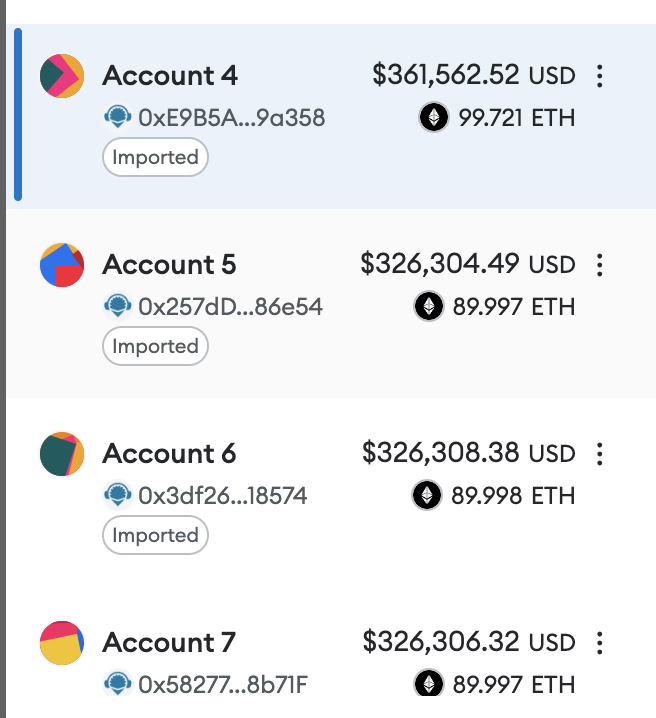 Account 4
$361,562.52 USD
0xE9B5A...9a358
99.721 ETH
Imported
Account 5
$326,304.49 USD
0x257dD...86e54
89.997 ETH
Imported
Account 6
$326,308.38 USD
0x3df26...18574
89.998 ETH
Imported
Account 7
$326,306.32 USD
0x58277...8b71F
89.997 ETH